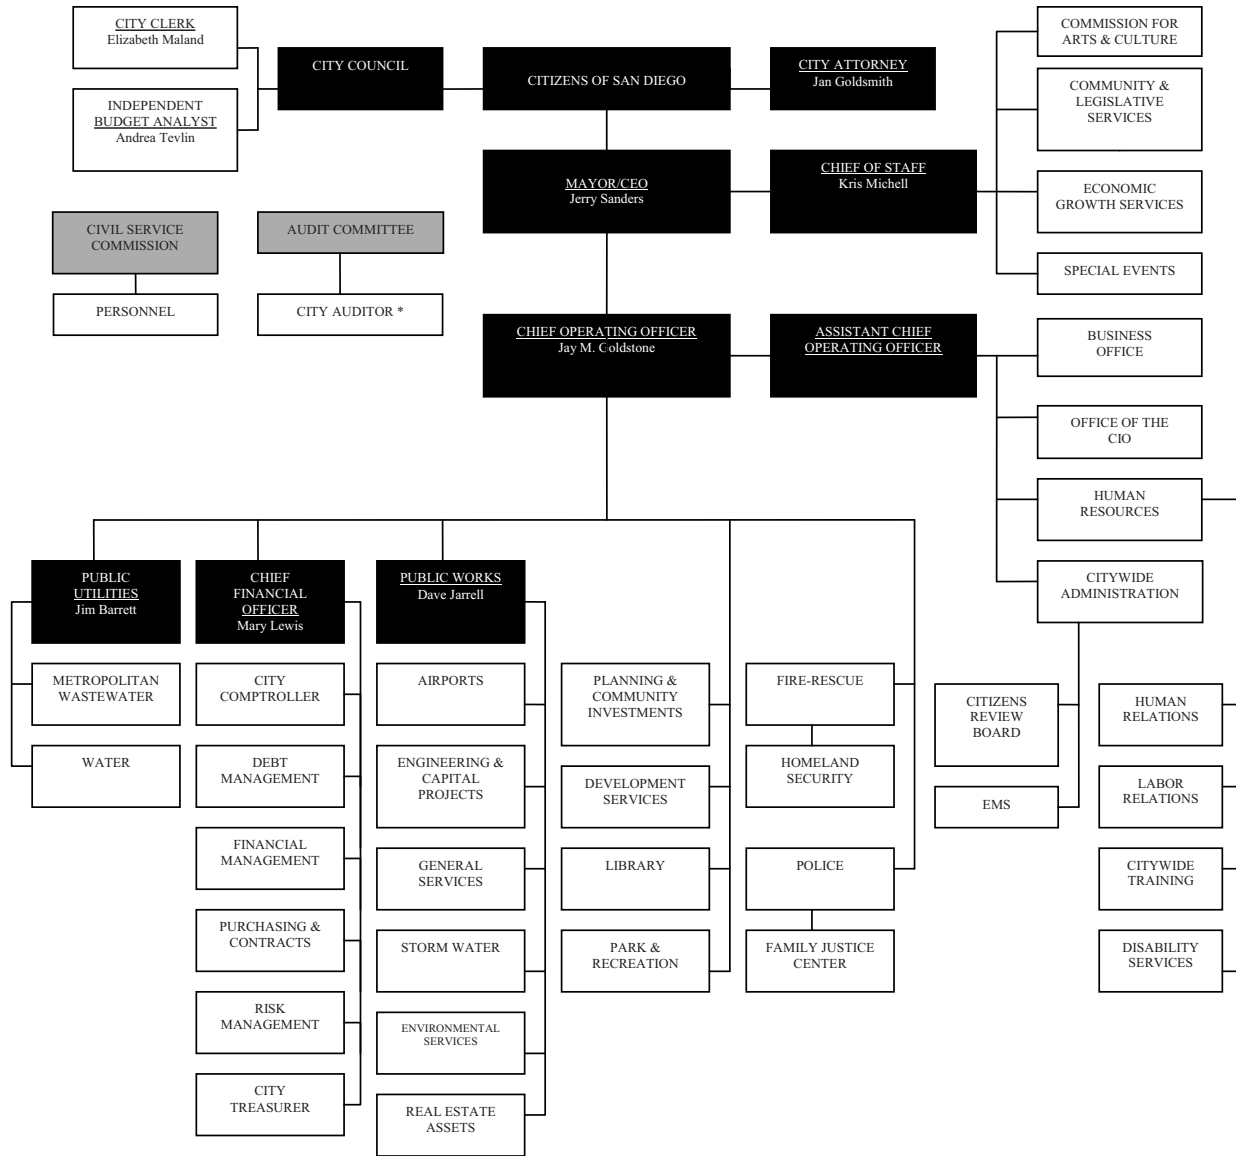 CITY CLERK
Elizabeth Maland
INDEPENDENT
BUDGET ANALYST
Andrea Tevlin
CITY COUNCIL
CITIZENS OF SAN DIEGO
CITY ATTORNEY
Jan Goldsmith
MAYOR/CEO
Jerry Sanders
CHIEF OF STAFF
Kris Michell
COMMISSION FOR
ARTS & CULTURE
COMMUNITY &
LEGISLATIVE
SERVICES
ECONOMIC
GROWTH SERVICES
SPECIAL EVENTS
CIVIL SERVICE
COMMISSION
PERSONNEL
AUDIT COMMITTEE
CITY AUDITOR *
CHIEF OPERATING OFFICER
Jay M. Goldstone
ASSISTANT CHIEF
OPERATING OFFICER
BUSINESS
OFFICE
OFFICE OF THE
CIO
HUMAN
RESOURCES
CITYWIDE
ADMINISTRATION
PUBLIC
UTILITIES
Jim Barrett
METROPOLITAN
WASTEWATER
WATER
CHIEF
FINANCIAL
OFFICER
Mary Lewis
CITY
COMPTROLLER
DEBT
MANAGEMENT
FINANCIAL
MANAGEMENT
PURCHASING &
CONTRACTS
RISK
MANAGEMENT
CITY
TREASURER
PUBLIC WORKS
Dave Jarrell
AIRPORTS
ENGINEERING &
CAPITAL
PROJECTS
GENERAL
SERVICES
STORM WATER
ENVIRONMENTAL
SERVICES
REAL ESTATE
ASSETS
PLANNING &
COMMUNITY
INVESTMENTS
DEVELOPMENT
SERVICES
LIBRARY
PARK &
RECREATION
FIRE-RESCUE
HOMELAND
SECURITY
POLICE
FAMILY JUSTICE
CENTER
CITIZENS
REVIEW
BOARD
EMS
HUMAN
RELATIONS
LABOR
RELATIONS
CITYWIDE
TRAINING
DISABILITY
SERVICES